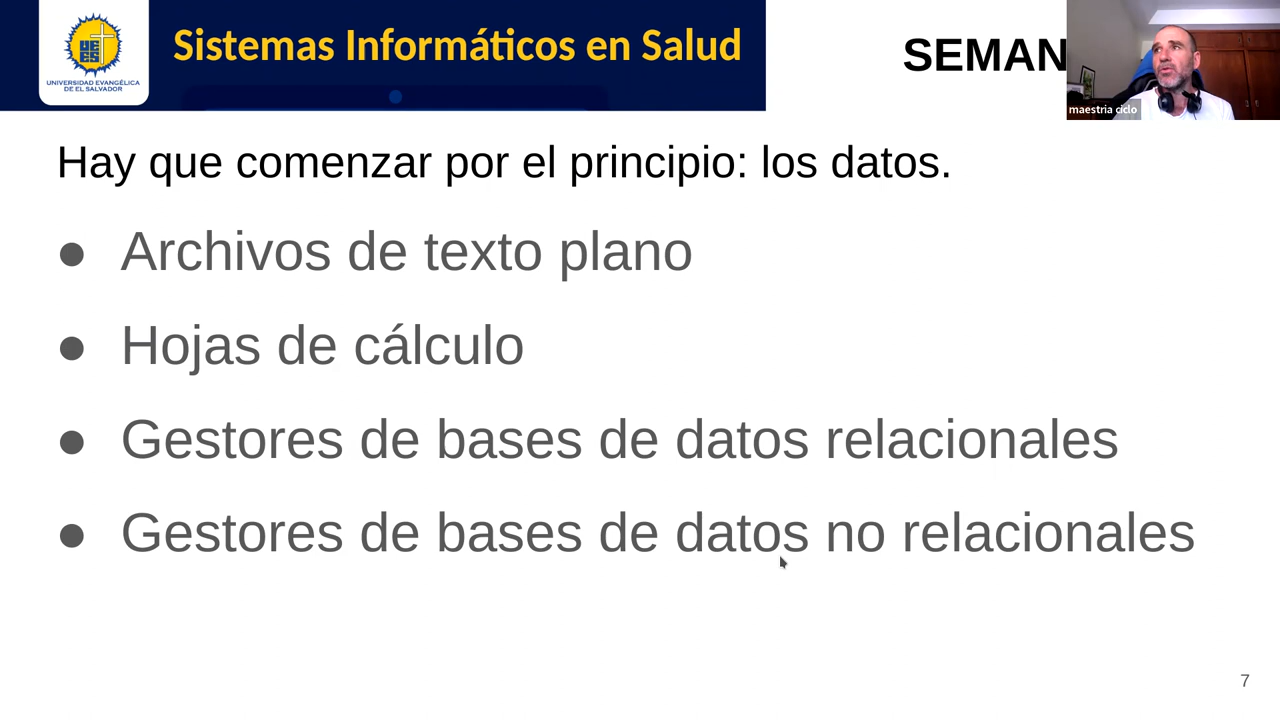 Sistemas Informáticos en Salud
UNIVERSIDAD EVANGÉLICA
DE EL SALVADOR
SEMAN
maestria ciclo
Hay que comenzar por el principio: los datos.
● Archivos de texto plano
● Hojas de cálculo
● Gestores de bases de datos relacionales
● Gestores de bases de datos no relacionales
7